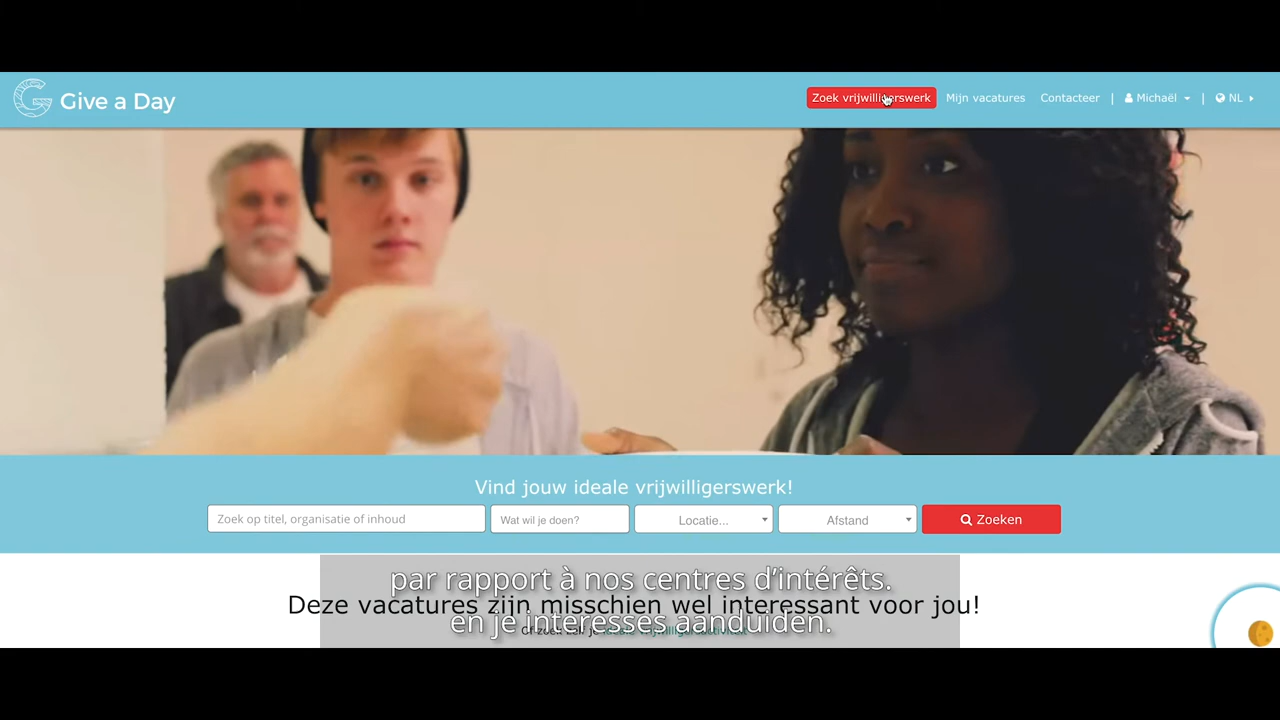 Give a Day
Zoek vrijwilligerswerk
Mijn vacatures
Contacteer
|
Michaël
|
NL
Vind jouw ideale vrijwilligerswerk!
Zoek op titel, organisatie of inhoud
Wat wil je doen?
Locatie...
Afstand
Zoeken
par rapport à nos centres d'intérêts.
Deze vacatures zijn misschien wel interessant voor jou!
en je interesses aanduiden.